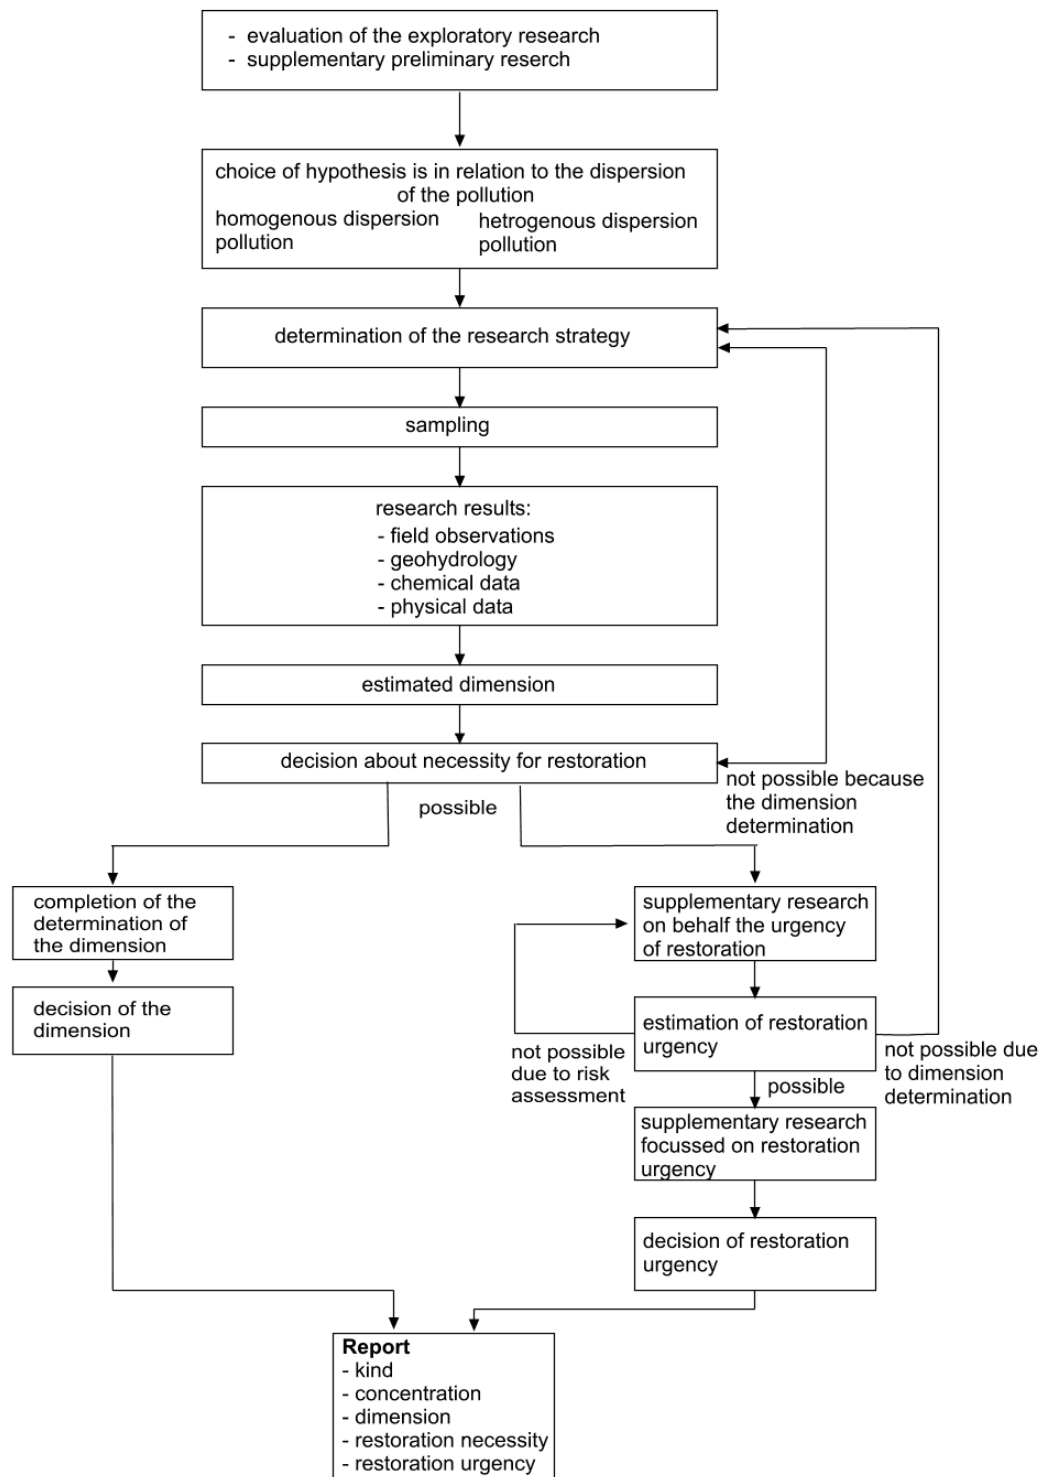 - evaluation of the exploratory research
- supplementary preliminary reserch
choice of hypothesis is in relation to the dispersion
of the pollution
homogenous dispersion
pollution
hetrogenous dispersion
pollution
determination of the research strategy
sampling
research results:
- field observations
- geohydrology
- chemical data
- physical data
estimated dimension
decision about necessity for restoration
possible
not possible because
the dimension
determination
completion of the
determination of
the dimension
decision of the
dimension
supplementary research
on behalf the urgency
of restoration
estimation of restoration
urgency
not possible
due to risk
assessment
not possible due
to dimension
determination
possible
supplementary research
focussed on restoration
urgency
decision of restoration
urgency
Report
- kind
- concentration
- dimension
- restoration necessity
- restoration urgency